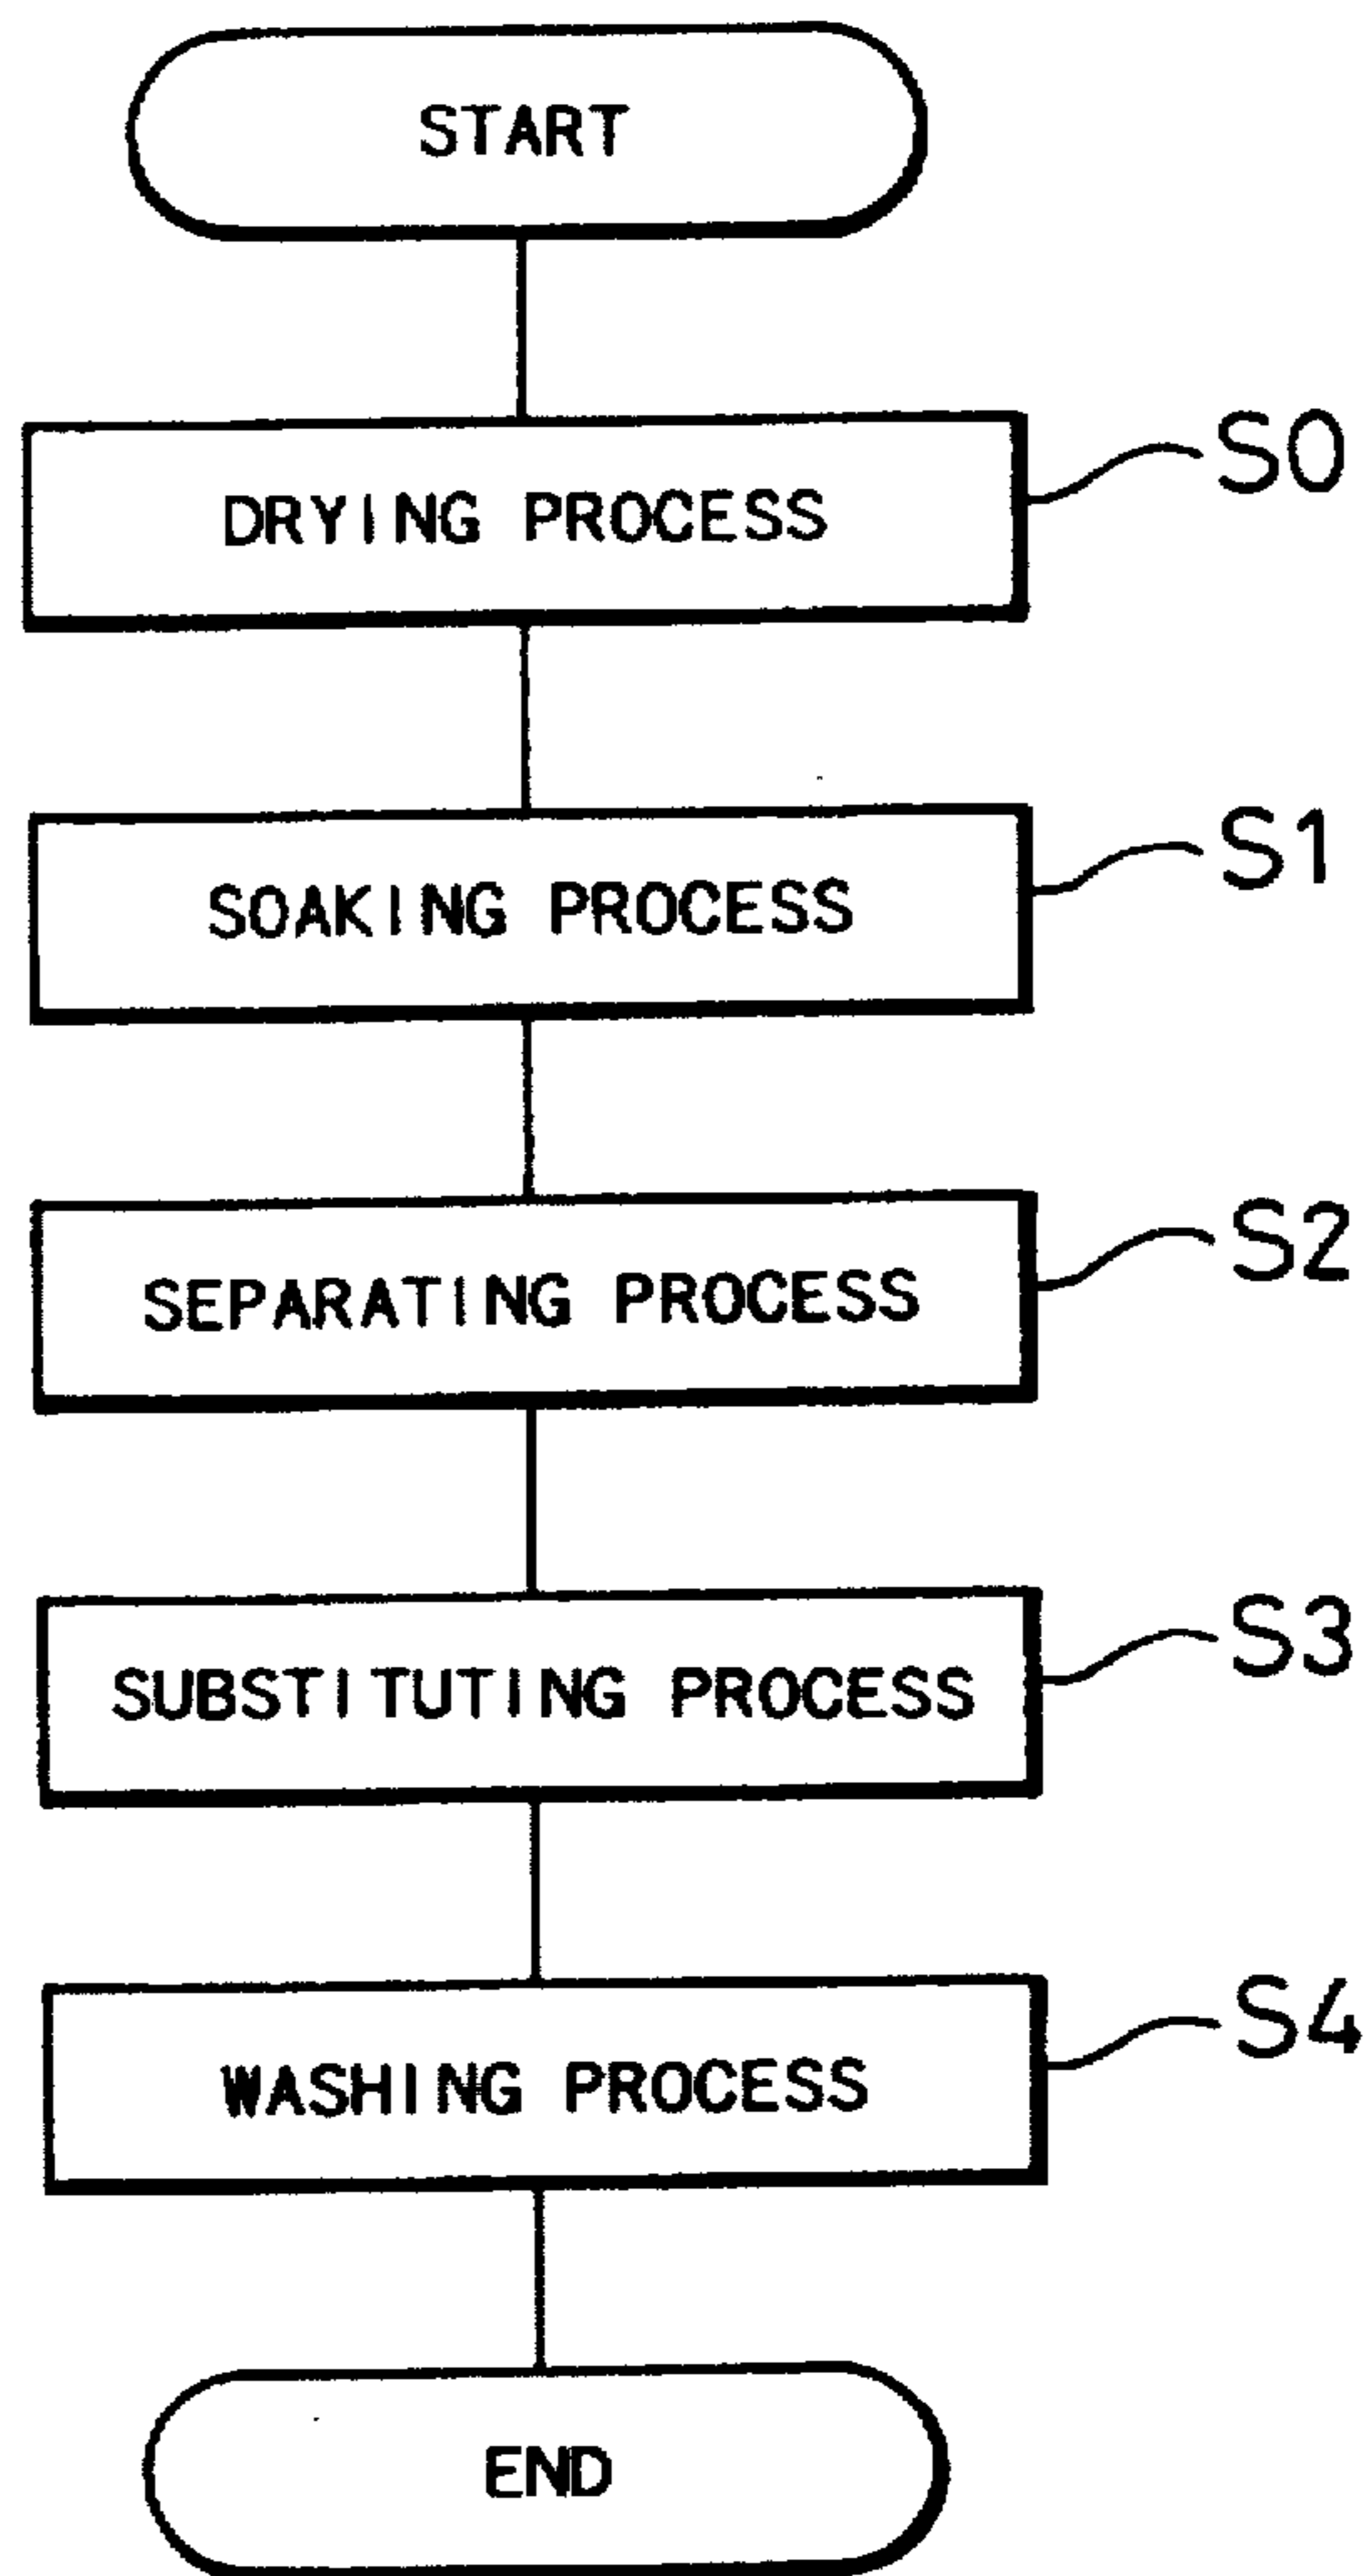 START
DRYING PROCESS
S0
SOAKING PROCESS
S1
SEPARATING PROCESS
S2
SUBSTITUTING PROCESS
S3
WASHING PROCESS
S4
END